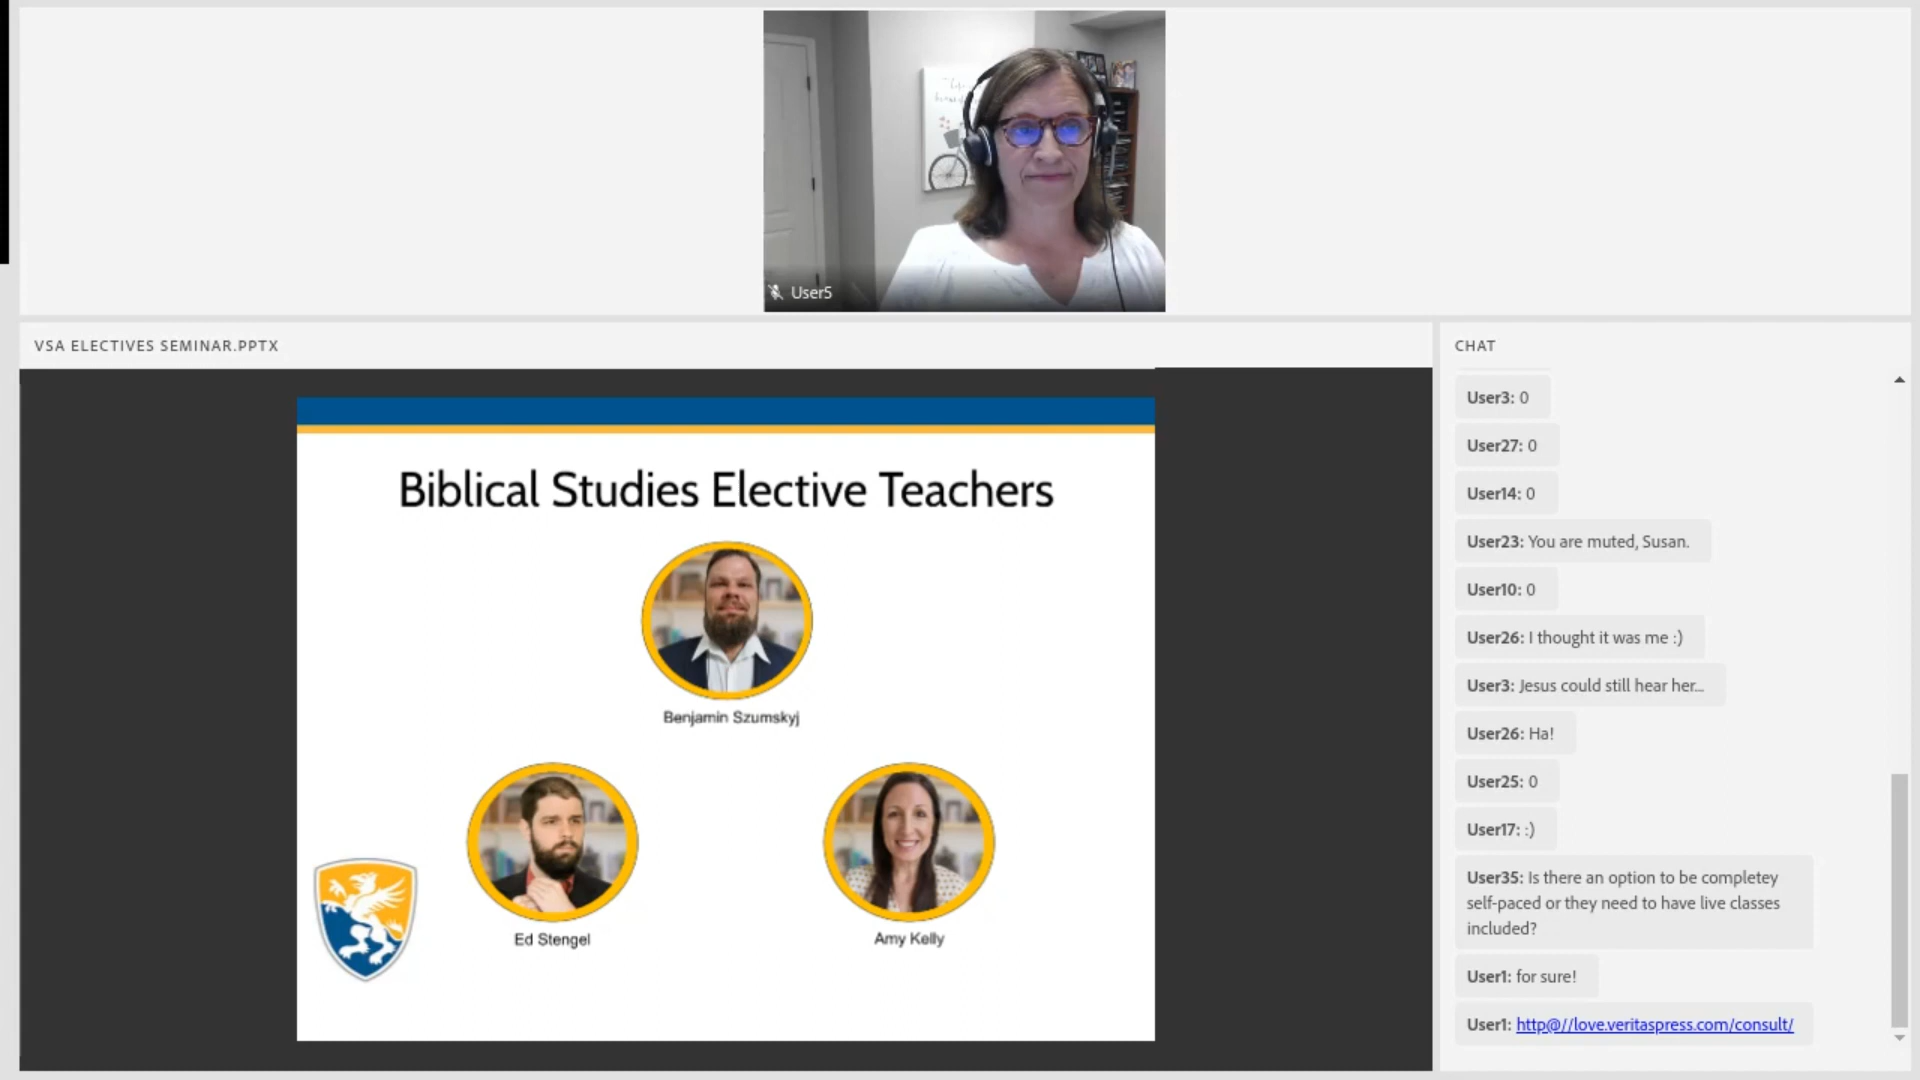 User5
VSA ELECTIVES SEMINAR.PPTX
Biblical Studies Elective Teachers
Benjamin Szumskyj
Ed Stengel
Amy Kelly
CHAT
User3: 0
User27: 0
User14: 0
User23: You are muted, Susan.
User10: 0
User26: I thought it was me :)
User3: Jesus could still hear her...
User26: Ha!
User25: 0
User17: :)
User35: Is there an option to be completey
self-paced or they need to have live classes
included?
User1: for sure!
User1: http@//love.veritaspress.com/consult/